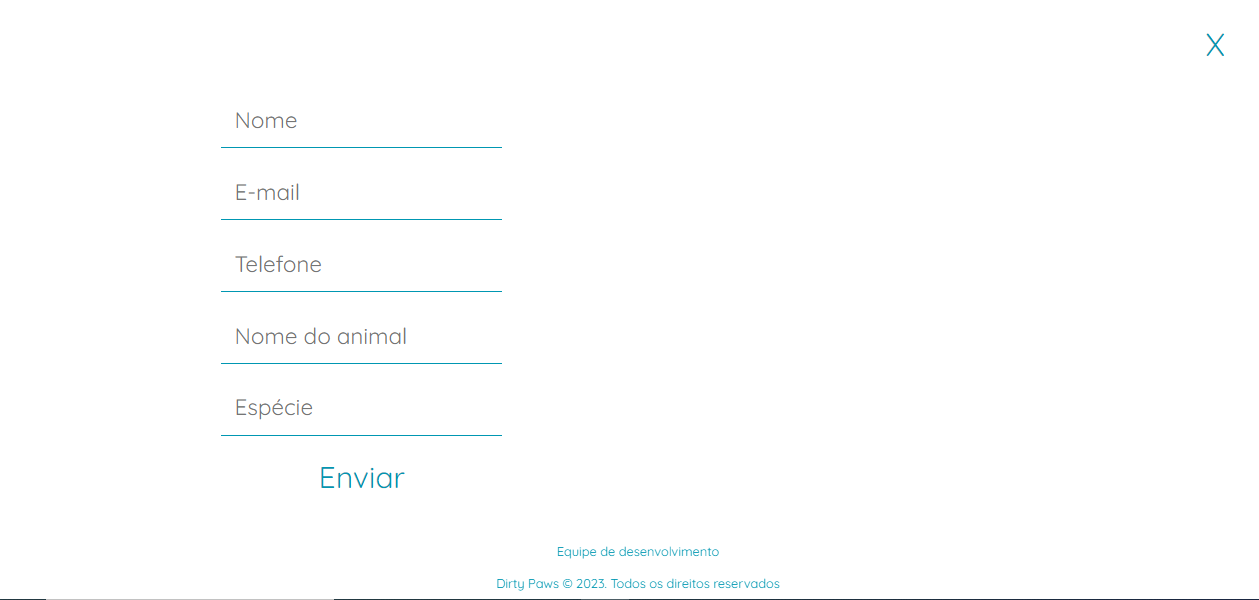 X
Nome
E-mail
Telefone
Nome do animal
Espécie
Enviar
Equipe de desenvolvimento
Dirty Paws © 2023. Todos os direitos reservados